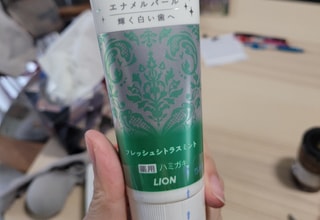 エナメルパール
輝く白い歯へ
フレッシュシトラスミント
薬用 ハミガキ
LION